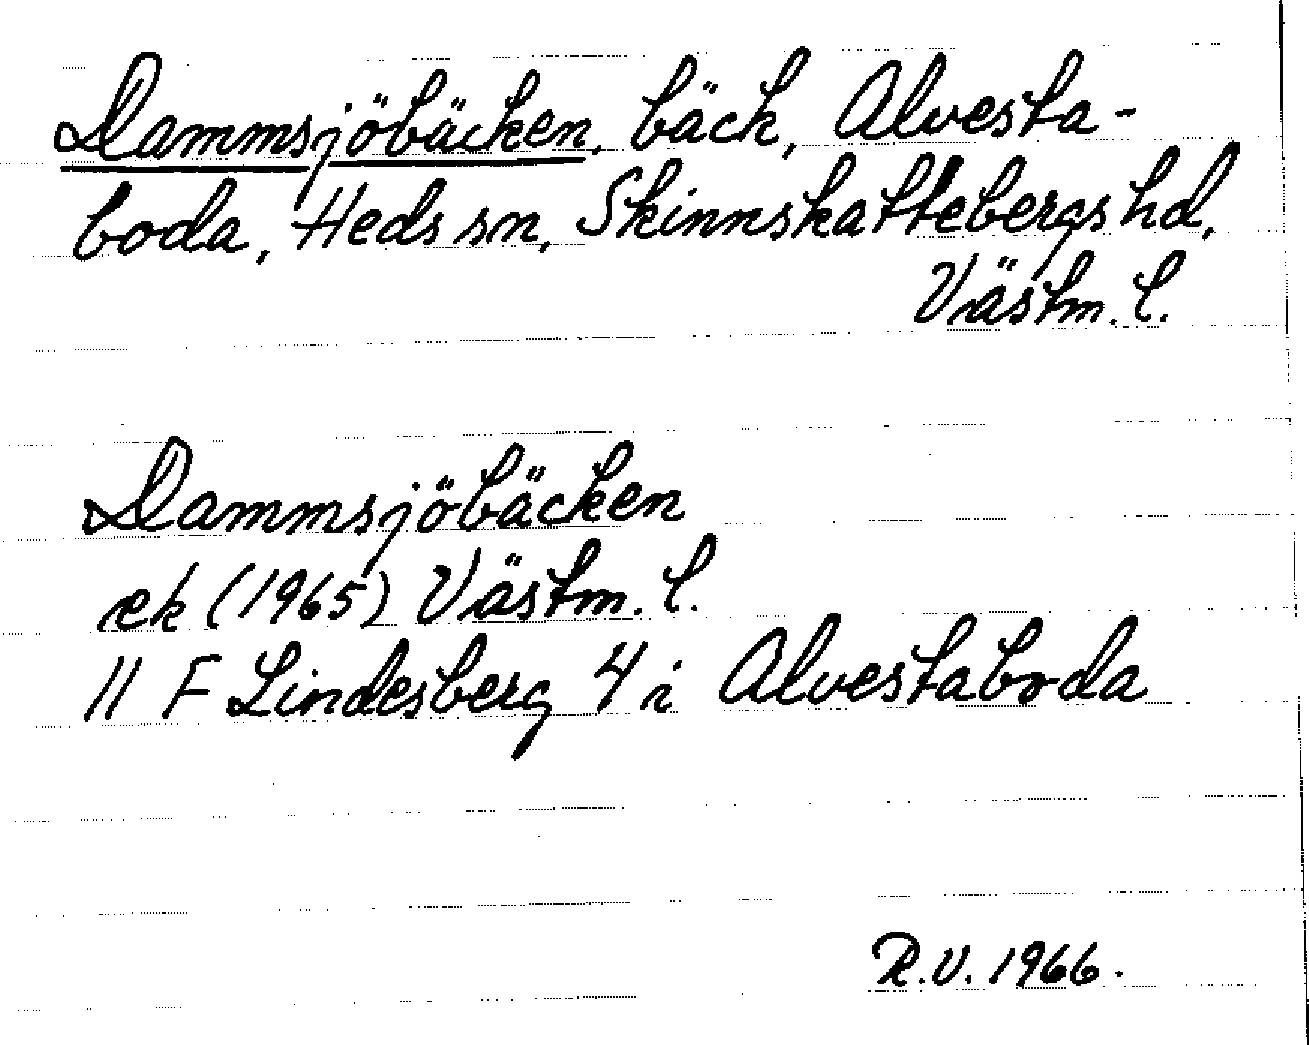 Dammsjöbäcken, bäck, Alvesta-
boda, Heds sn, Skinnskattebergs hd,
Västm. l.
Dammsjöbäcken
ek (1965) Västm. l.
11 F Lindesberg 4 i Alvestaboda
R.V. 1966.